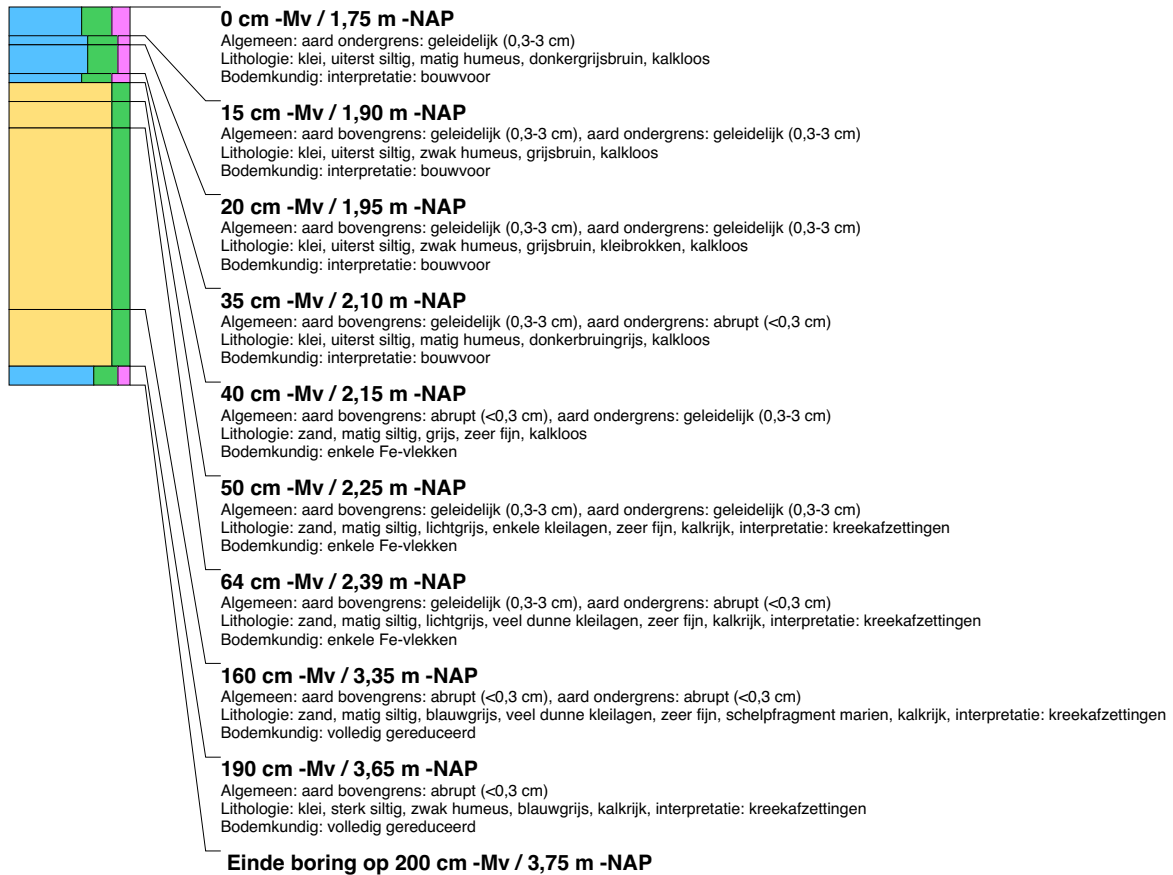 0 cm -Mv / 1,75 m -NAP
Algemeen: aard ondergrens: geleidelijk (0,3-3 cm)
Lithologie: klei, uiterst siltig, matig humeus, donkergrijsbruin, kalkloos
Bodemkundig: interpretatie: bouwvoor
15 cm -Mv / 1,90 m -NAP
Algemeen: aard bovengrens: geleidelijk (0,3-3 cm), aard ondergrens: geleidelijk (0,3-3 cm)
Lithologie: klei, uiterst siltig, zwak humeus, grijsbruin, kalkloos
Bodemkundig: interpretatie: bouwvoor
20 cm -Mv / 1,95 m -NAP
Algemeen: aard bovengrens: geleidelijk (0,3-3 cm), aard ondergrens: geleidelijk (0,3-3 cm)
Lithologie: klei, uiterst siltig, zwak humeus, grijsbruin, kleibrokken, kalkloos
Bodemkundig: interpretatie: bouwvoor
35 cm -Mv / 2,10 m -NAP
Algemeen: aard bovengrens: geleidelijk (0,3-3 cm), aard ondergrens: abrupt (<0,3 cm)
Lithologie: klei, uiterst siltig, matig humeus, donkerbruingrijs, kalkloos
Bodemkundig: interpretatie: bouwvoor
40 cm -Mv / 2,15 m -NAP
Algemeen: aard bovengrens: abrupt (<0,3 cm), aard ondergrens: geleidelijk (0,3-3 cm)
Lithologie: zand, matig siltig, grijs, zeer fijn, kalkloos
Bodemkundig: enkele Fe-vlekken
50 cm -Mv / 2,25 m -NAP
Algemeen: aard bovengrens: geleidelijk (0,3-3 cm), aard ondergrens: geleidelijk (0,3-3 cm)
Lithologie: zand, matig siltig, lichtgrijs, enkele kleilagen, zeer fijn, kalkrijk, interpretatie: kreekafzettingen
Bodemkundig: enkele Fe-vlekken
64 cm -Mv / 2,39 m -NAP
Algemeen: aard bovengrens: geleidelijk (0,3-3 cm), aard ondergrens: abrupt (<0,3 cm)
Lithologie: zand, matig siltig, lichtgrijs, veel dunne kleilagen, zeer fijn, kalkrijk, interpretatie: kreekafzettingen
Bodemkundig: enkele Fe-vlekken
160 cm -Mv / 3,35 m -NAP
Algemeen: aard bovengrens: abrupt (<0,3 cm), aard ondergrens: abrupt (<0,3 cm)
Lithologie: zand, matig siltig, blauwgrijs, veel dunne kleilagen, zeer fijn, schelpfragment marien, kalkrijk, interpretatie: kreekafzettingen
Bodemkundig: volledig gereduceerd
190 cm -Mv / 3,65 m -NAP
Algemeen: aard bovengrens: abrupt (<0,3 cm)
Lithologie: klei, sterk siltig, zwak humeus, blauwgrijs, kalkrijk, interpretatie: kreekafzettingen
Bodemkundig: volledig gereduceerd
Einde boring op 200 cm -Mv / 3,75 m -NAP